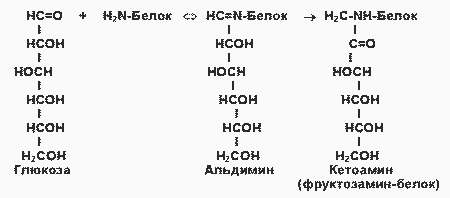 HC=O + H₂N-Белок ⇔ HC=N-Белок → H₂C-NH-Белок
HCOH HCOH C=O
HOCH HOCH HOCH
HCOH HCOH HCOH
HCOH HCOH HCOH
H₂COH H₂COH H₂COH
Глюкоза Альдимин Кетоамин
(фруктозамин-белок)